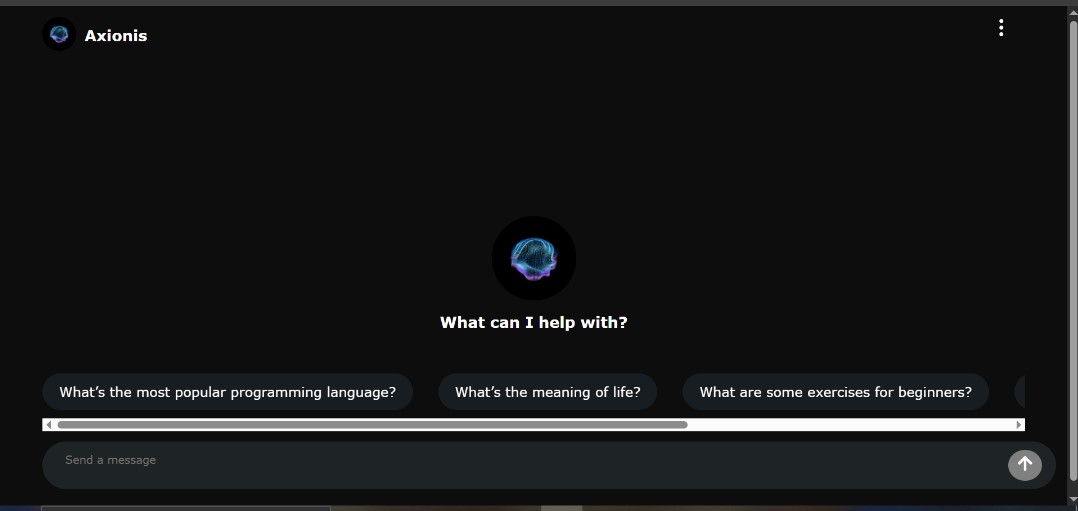 Axionis
What can I help with?
What’s the most popular programming language?
What’s the meaning of life?
What are some exercises for beginners?
Send a message